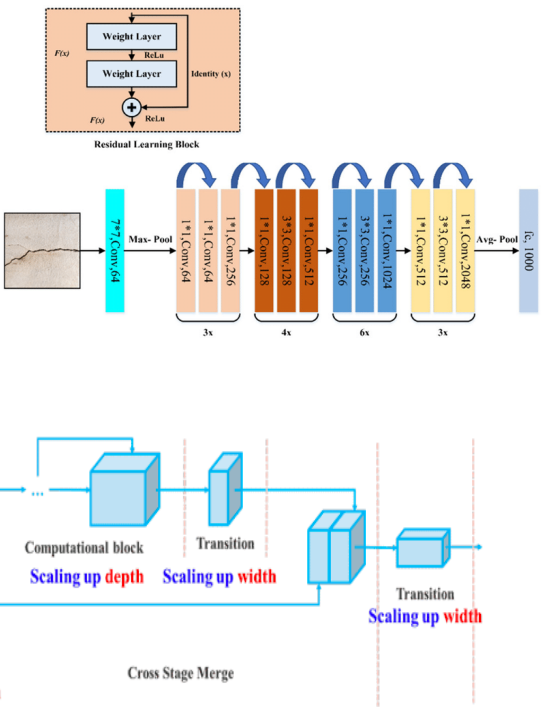 Weight Layer
F(x)
ReLu
Weight Layer
Identity (x)
+
F(x)
ReLu
Residual Learning Block
7*7,Conv,64
Max- Pool
1*1,Conv,64
1*1,Conv,64
1*1,Conv,256
1*1,Conv,128
3*3,Conv,128
1*1,Conv,512
1*1,Conv,256
3*3,Conv,256
1*1,Conv,1024
1*1,Conv,512
3*3,Conv,512
1*1,Conv,2048
Avg- Pool
fc, 1000
3x
4x
6x
3x
...
Computational block
Scaling up depth
Transition
Scaling up width
Transition
Scaling up width
Cross Stage Merge